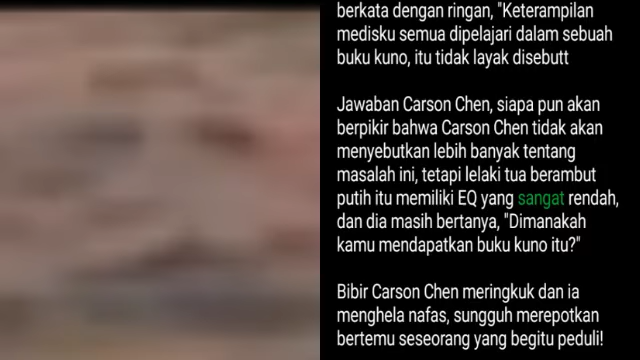 berkata dengan ringan, "Keterampilan
medisku semua dipelajari dalam sebuah
buku kuno, itu tidak layak disebutt
Jawaban Carson Chen, siapa pun akan
berpikir bahwa Carson Chen tidak akan
menyebutkan lebih banyak tentang
masalah ini, tetapi lelaki tua berambut
putih itu memiliki EQ yang sangat rendah,
dan dia masih bertanya, "Dimanakah
kamu mendapatkan buku kuno itu?"
Bibir Carson Chen meringkuk dan ia
menghela nafas, sungguh merepotkan
bertemu seseorang yang begitu peduli!